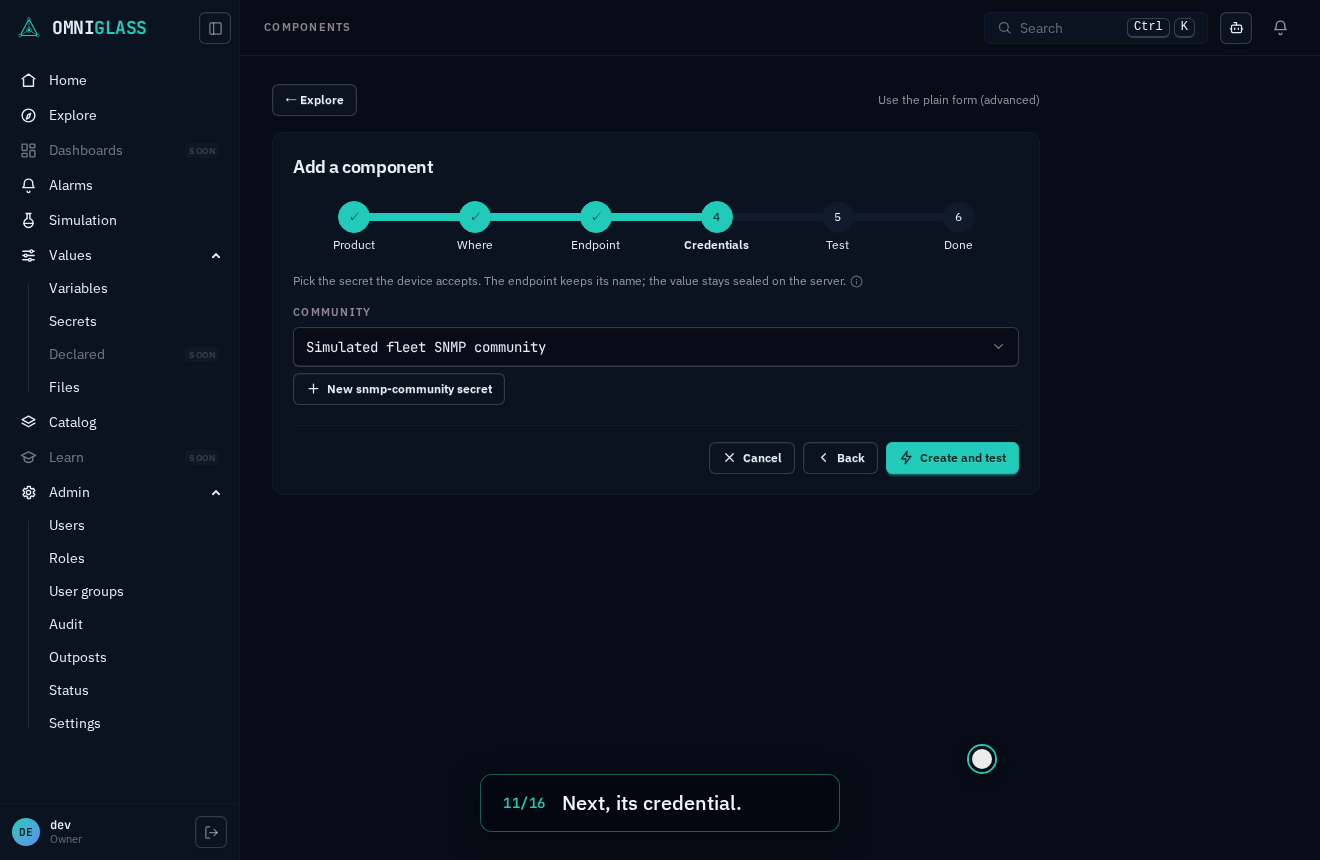 OMNIGLASS
COMPONENTS
Search Ctrl K
Home
Explore
Dashboards SOON
Alarms
Simulation
Values
Variables
Secrets
Declared SOON
Files
Catalog
Learn SOON
Admin
Users
Roles
User groups
Audit
Outposts
Status
Settings
DE dev
Owner
← Explore
Use the plain form (advanced)
Add a component
✓ ✓ ✓ 4 5 6
Product Where Endpoint Credentials Test Done
Pick the secret the device accepts. The endpoint keeps its name; the value stays sealed on the server.
COMMUNITY
Simulated fleet SNMP community
New snmp-community secret
Cancel Back Create and test
11/16 Next, its credential.